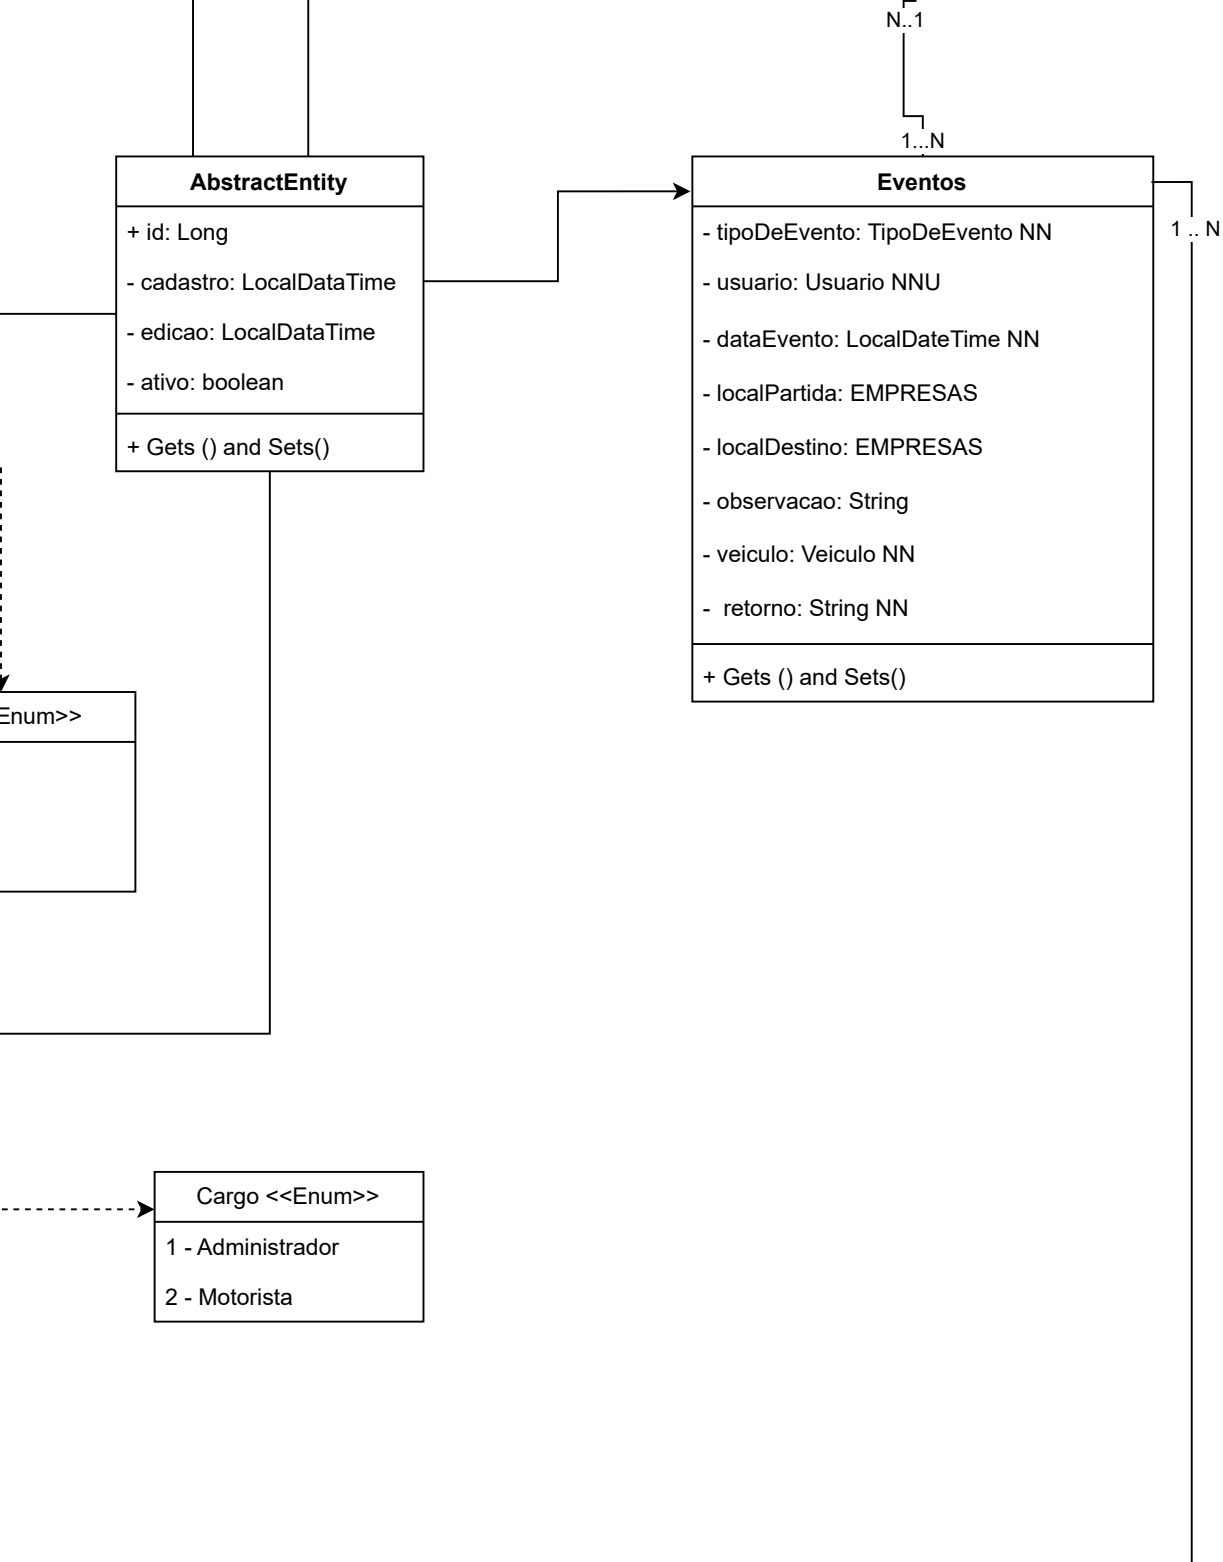 N..1
1...N
AbstractEntity
+ id: Long
- cadastro: LocalDataTime
- edicao: LocalDataTime
- ativo: boolean
+ Gets () and Sets()
Eventos
1 .. N
- tipoDeEvento: TipoDeEvento NN
- usuario: Usuario NNU
- dataEvento: LocalDateTime NN
- localPartida: EMPRESAS
- localDestino: EMPRESAS
- observacao: String
- veiculo: Veiculo NN
-  retorno: String NN
+ Gets () and Sets()
Enum>>
Cargo <<Enum>>
1 - Administrador
2 - Motorista